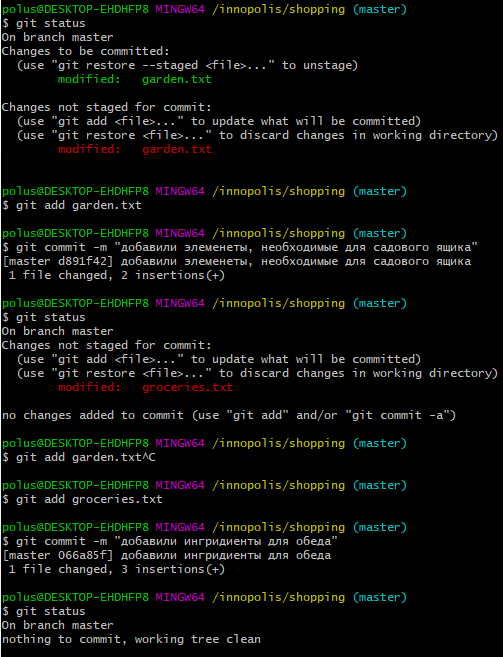 polus@DESKTOP-EHDHFP8 MINGW64 /innopolis/shopping (master)
$ git status
On branch master
Changes to be committed:
  (use "git restore --staged <file>..." to unstage)
        modified:   garden.txt

Changes not staged for commit:
  (use "git add <file>..." to update what will be committed)
  (use "git restore <file>..." to discard changes in working directory)
        modified:   garden.txt

polus@DESKTOP-EHDHFP8 MINGW64 /innopolis/shopping (master)
$ git add garden.txt

polus@DESKTOP-EHDHFP8 MINGW64 /innopolis/shopping (master)
$ git commit -m "добавили элеменеты, необходимые для садового ящика"
[master d891f42] добавили элеменеты, необходимые для садового ящика
 1 file changed, 2 insertions(+)

polus@DESKTOP-EHDHFP8 MINGW64 /innopolis/shopping (master)
$ git status
On branch master
Changes not staged for commit:
  (use "git add <file>..." to update what will be committed)
  (use "git restore <file>..." to discard changes in working directory)
        modified:   groceries.txt

no changes added to commit (use "git add" and/or "git commit -a")

polus@DESKTOP-EHDHFP8 MINGW64 /innopolis/shopping (master)
$ git add garden.txt^C

polus@DESKTOP-EHDHFP8 MINGW64 /innopolis/shopping (master)
$ git add groceries.txt

polus@DESKTOP-EHDHFP8 MINGW64 /innopolis/shopping (master)
$ git commit -m "добавили ингридиенты для обеда"
[master 066a85f] добавили ингридиенты для обеда
 1 file changed, 3 insertions(+)

polus@DESKTOP-EHDHFP8 MINGW64 /innopolis/shopping (master)
$ git status
On branch master
nothing to commit, working tree clean